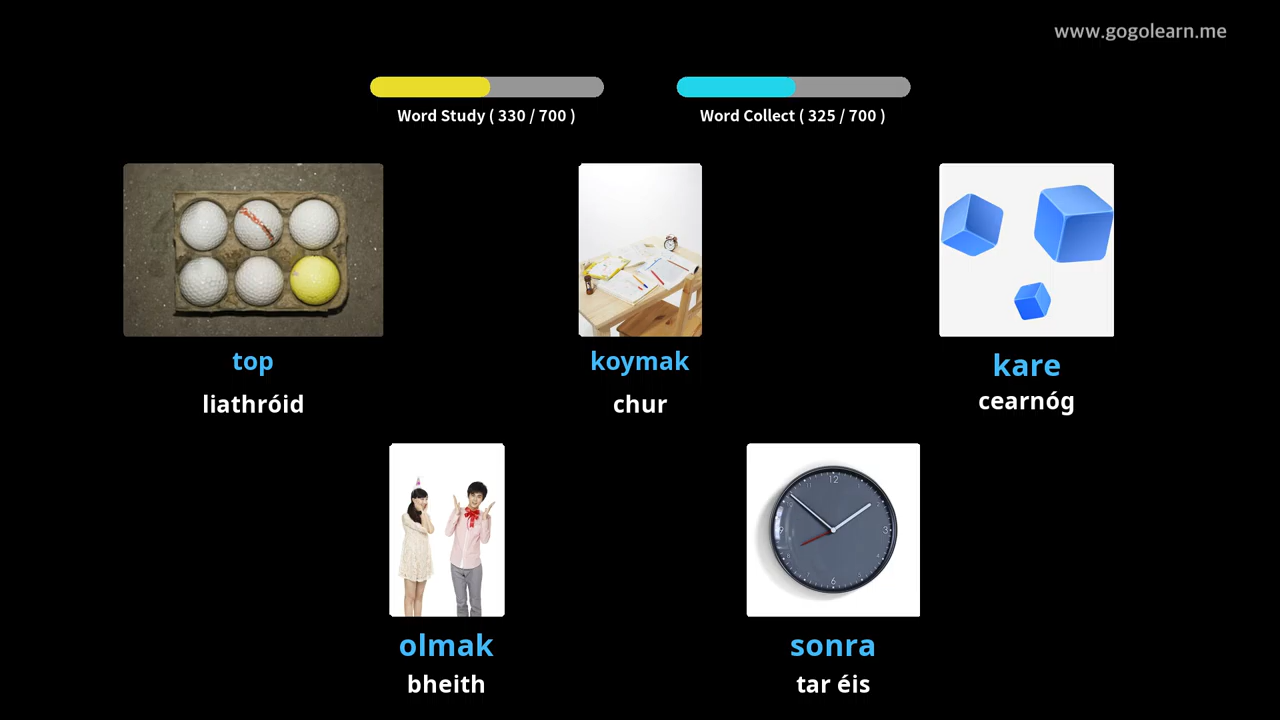 www.gogolearn.me
Word Study ( 330 / 700 )
Word Collect ( 325 / 700 )
top
koymak
kare
liathróid
chur
cearnóg
olmak
sonra
bheith
tar éis